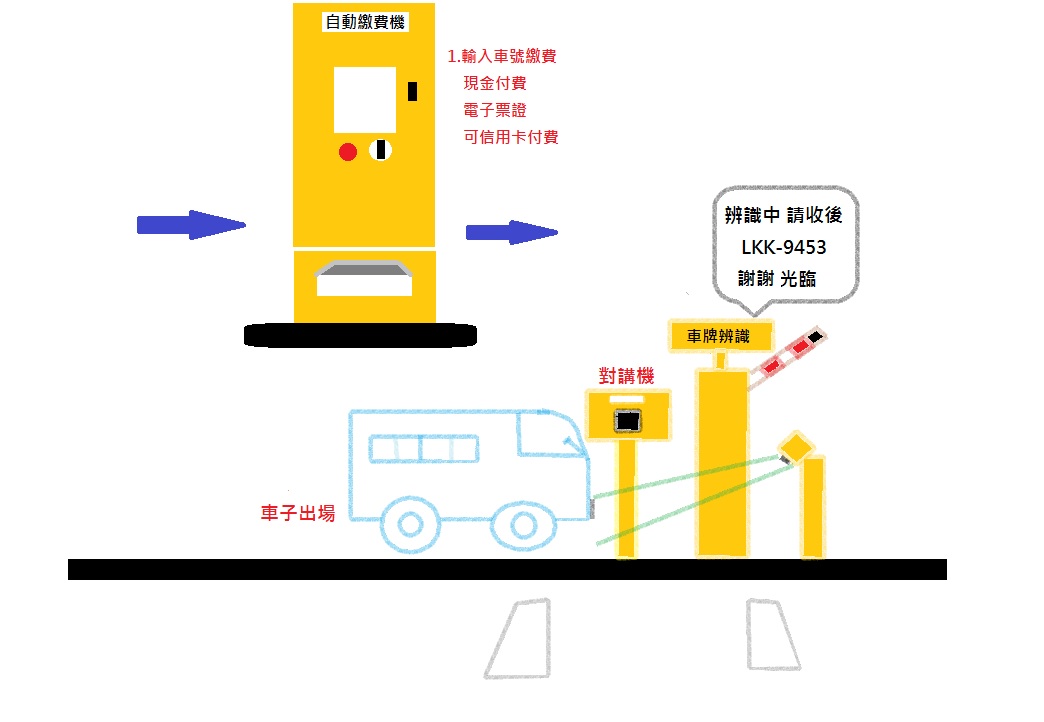 自動繳費機
1.輸入車號繳費
現金付費
電子票證
可信用卡付費
辨識中 請收後
LKK-9453
謝謝 光臨
車牌辨識
對講機
車子出場